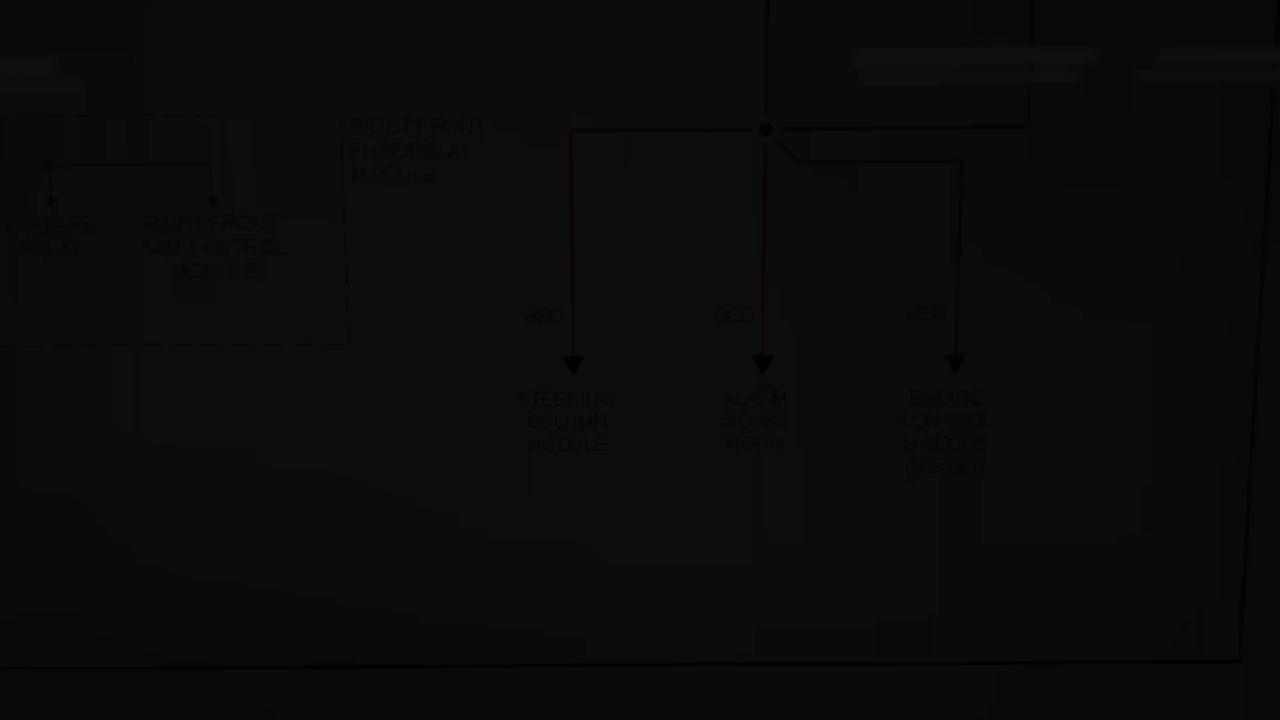 RIGHT FRONT
FUSE/RELAY
MODULE
RELAY
RIGHT FRONT
SAM CONTROL
MODULE
RED
RED
RED
STEERING
COLUMN
MODULE
ALARM
SIGNAL
HORN
ENGINE
CONTROL
MODULE